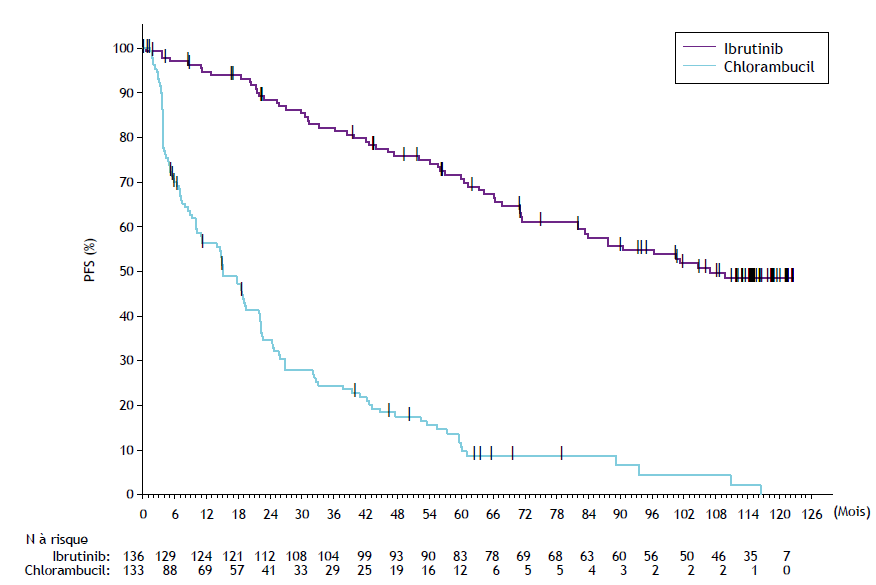 Ibrutinib
Chlorambucil
PFS (%)
100
90
80
70
60
50
40
30
20
10
0
0 6 12 18 24 30 36 42 48 54 60 66 72 78 84 90 96 102 108 114 120 126 (Mois)
N à risque
Ibrutinib: 136 129 124 121 112 108 104 99 93 90 83 78 69 68 63 60 56 50 46 35 7
Chlorambucil: 133 88 69 57 41 33 29 25 19 16 12 6 5 5 4 3 2 2 2 1 0